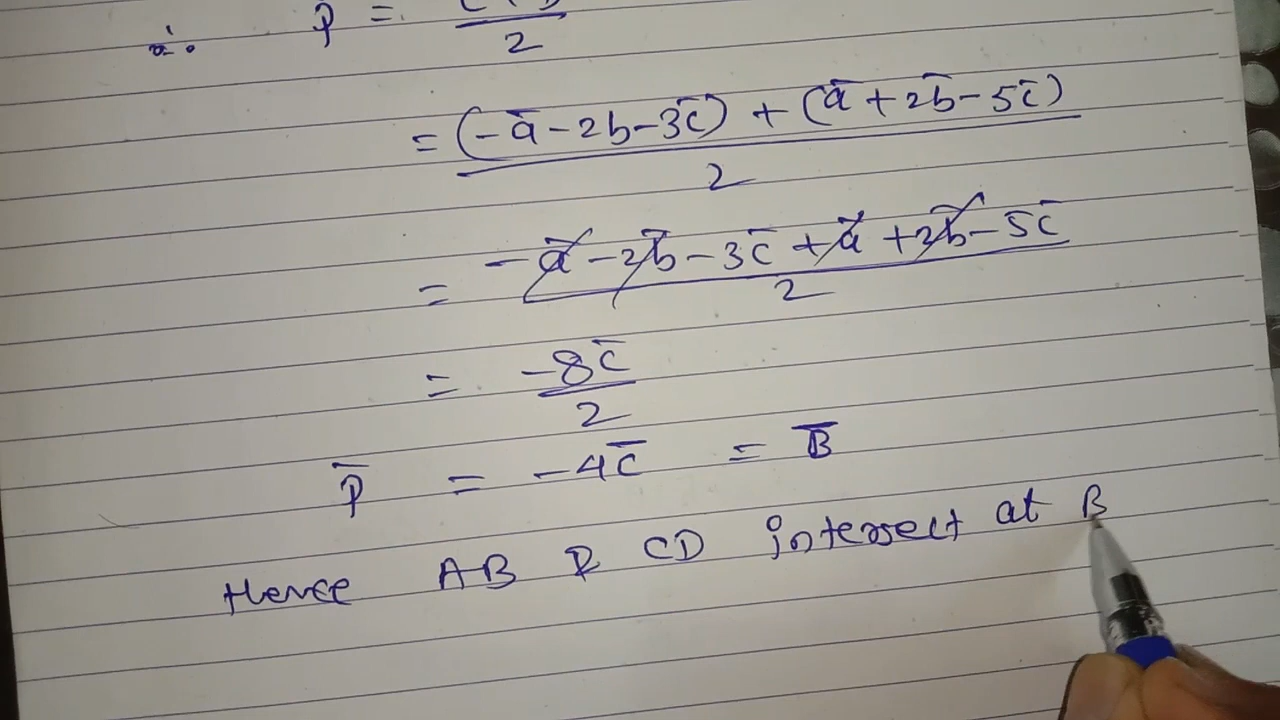 ∴ p̄ = /2
= (-ā-2b-3c̄) + (ā+2b̄-5c̄)/2
= -ā-2b̄-3c̄+ā+2b̄-5c̄/2
= -8c̄/2
p̄ = -4c̄ = B̄
Hence AB & CD intersect at B